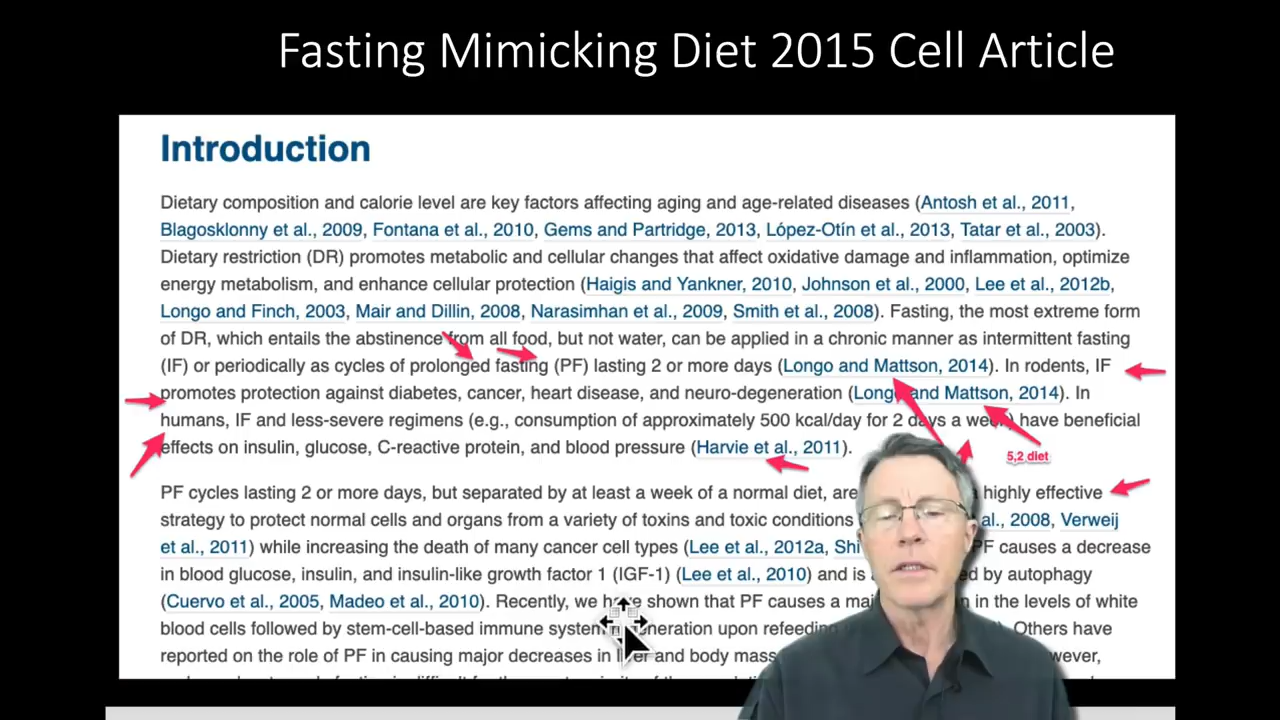 Fasting Mimicking Diet 2015 Cell Article
Introduction
Dietary composition and calorie level are key factors affecting aging and age-related diseases (Antosh et al., 2011,
Blagosklonny et al., 2009, Fontana et al., 2010, Gems and Partridge, 2013, López-Otín et al., 2013, Tatar et al., 2003).
Dietary restriction (DR) promotes metabolic and cellular changes that affect oxidative damage and inflammation, optimize
energy metabolism, and enhance cellular protection (Haigis and Yankner, 2010, Johnson et al., 2000, Lee et al., 2012b,
Longo and Finch, 2003, Mair and Dillin, 2008, Narasimhan et al., 2009, Smith et al., 2008). Fasting, the most extreme form
of DR, which entails the abstinence from all food, but not water, can be applied in a chronic manner as intermittent fasting
(IF) or periodically as cycles of prolonged fasting (PF) lasting 2 or more days (Longo and Mattson, 2014). In rodents, IF
promotes protection against diabetes, cancer, heart disease, and neuro-degeneration (Longo and Mattson, 2014). In
humans, IF and less-severe regimens (e.g., consumption of approximately 500 kcal/day for 2 days a week) have beneficial
effects on insulin, glucose, C-reactive protein, and blood pressure (Harvie et al., 2011).
5,2 diet
PF cycles lasting 2 or more days, but separated by at least a week of a normal diet, are a highly effective
strategy to protect normal cells and organs from a variety of toxins and toxic conditions al., 2008, Verweij
et al., 2011) while increasing the death of many cancer cell types (Lee et al., 2012a, PF causes a decrease
in blood glucose, insulin, and insulin-like growth factor 1 (IGF-1) (Lee et al., 2010) and is by autophagy
(Cuervo et al., 2005, Madeo et al., 2010). Recently, we have shown that PF causes a in the levels of white
blood cells followed by stem-cell-based immune system regeneration upon refeeding Others have
reported on the role of PF in causing major decreases in liver and body mass